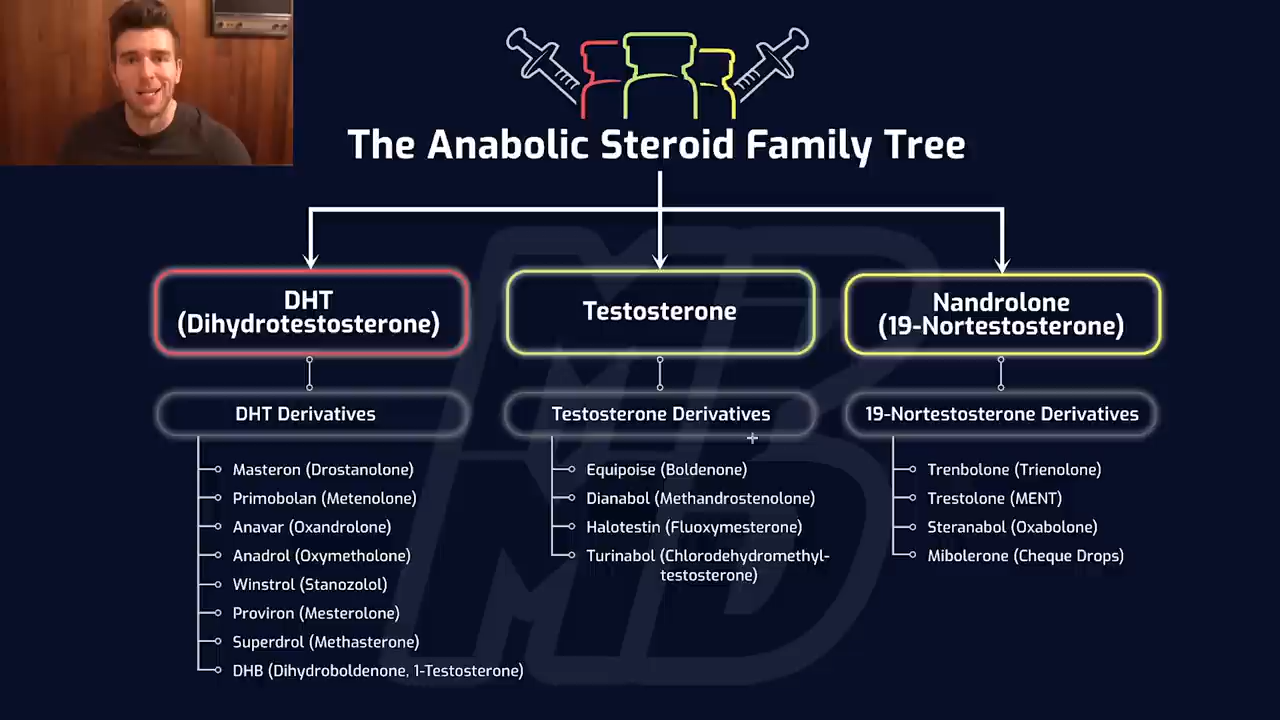 The Anabolic Steroid Family Tree
DHT
(Dihydrotestosterone)
Testosterone
Nandrolone
(19-Nortestosterone)
DHT Derivatives
Testosterone Derivatives
19-Nortestosterone Derivatives
Masteron (Drostanolone)
Primobolan (Metenolone)
Anavar (Oxandrolone)
Anadrol (Oxymetholone)
Winstrol (Stanozolol)
Proviron (Mesterolone)
Superdrol (Methasterone)
DHB (Dihydroboldenone, 1-Testosterone)
Equipoise (Boldenone)
Dianabol (Methandrostenolone)
Halotestin (Fluoxymesterone)
Turinabol (Chlorodehydromethyl-
testosterone)
Trenbolone (Trienolone)
Trestolone (MENT)
Steranabol (Oxabolone)
Mibolerone (Cheque Drops)
MB
MD